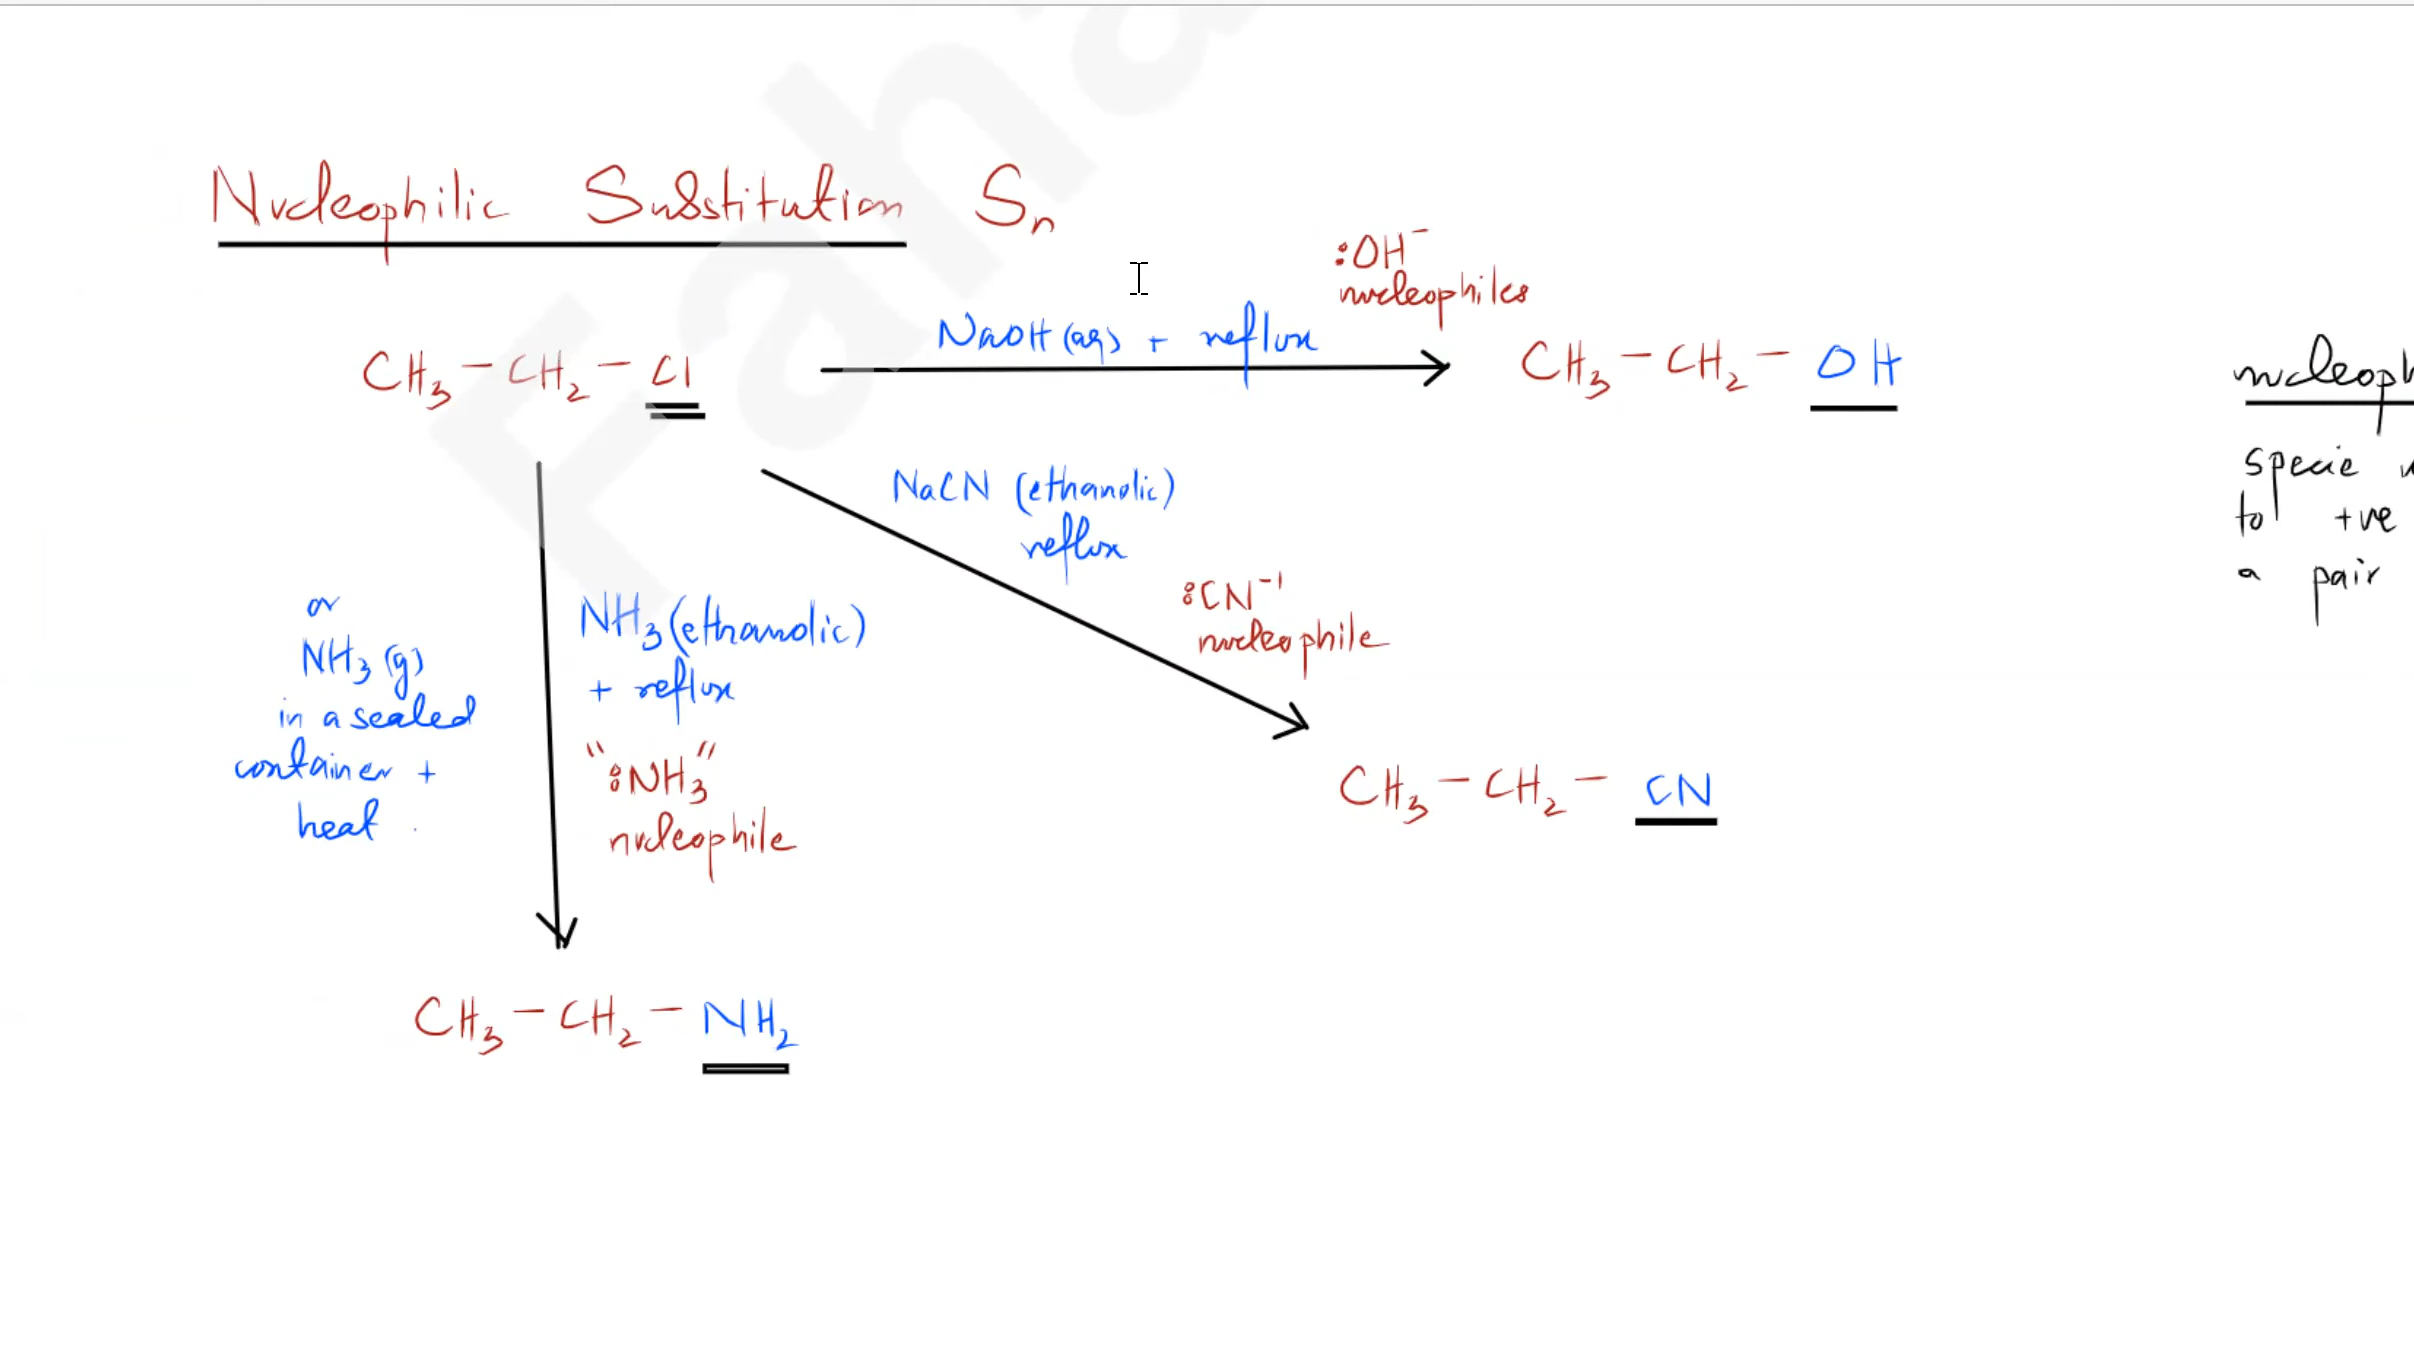 Nucleophilic Substitution Sn
:OH⁻
nucleophiles
NaOH (aq) + reflux
CH₃ – CH₂ – Cl
CH₃ – CH₂ – OH
NaCN (ethanolic)
reflux
:CN⁻¹
nucleophile
CH₃ – CH₂ – CN
or
NH₃ (g)
in a sealed
container +
heat
NH₃ (ethanolic)
+ reflux
":NH₃"
nucleophile
CH₃ – CH₂ – NH₂
nucleoph
specie
to +ve
a pair
Faha